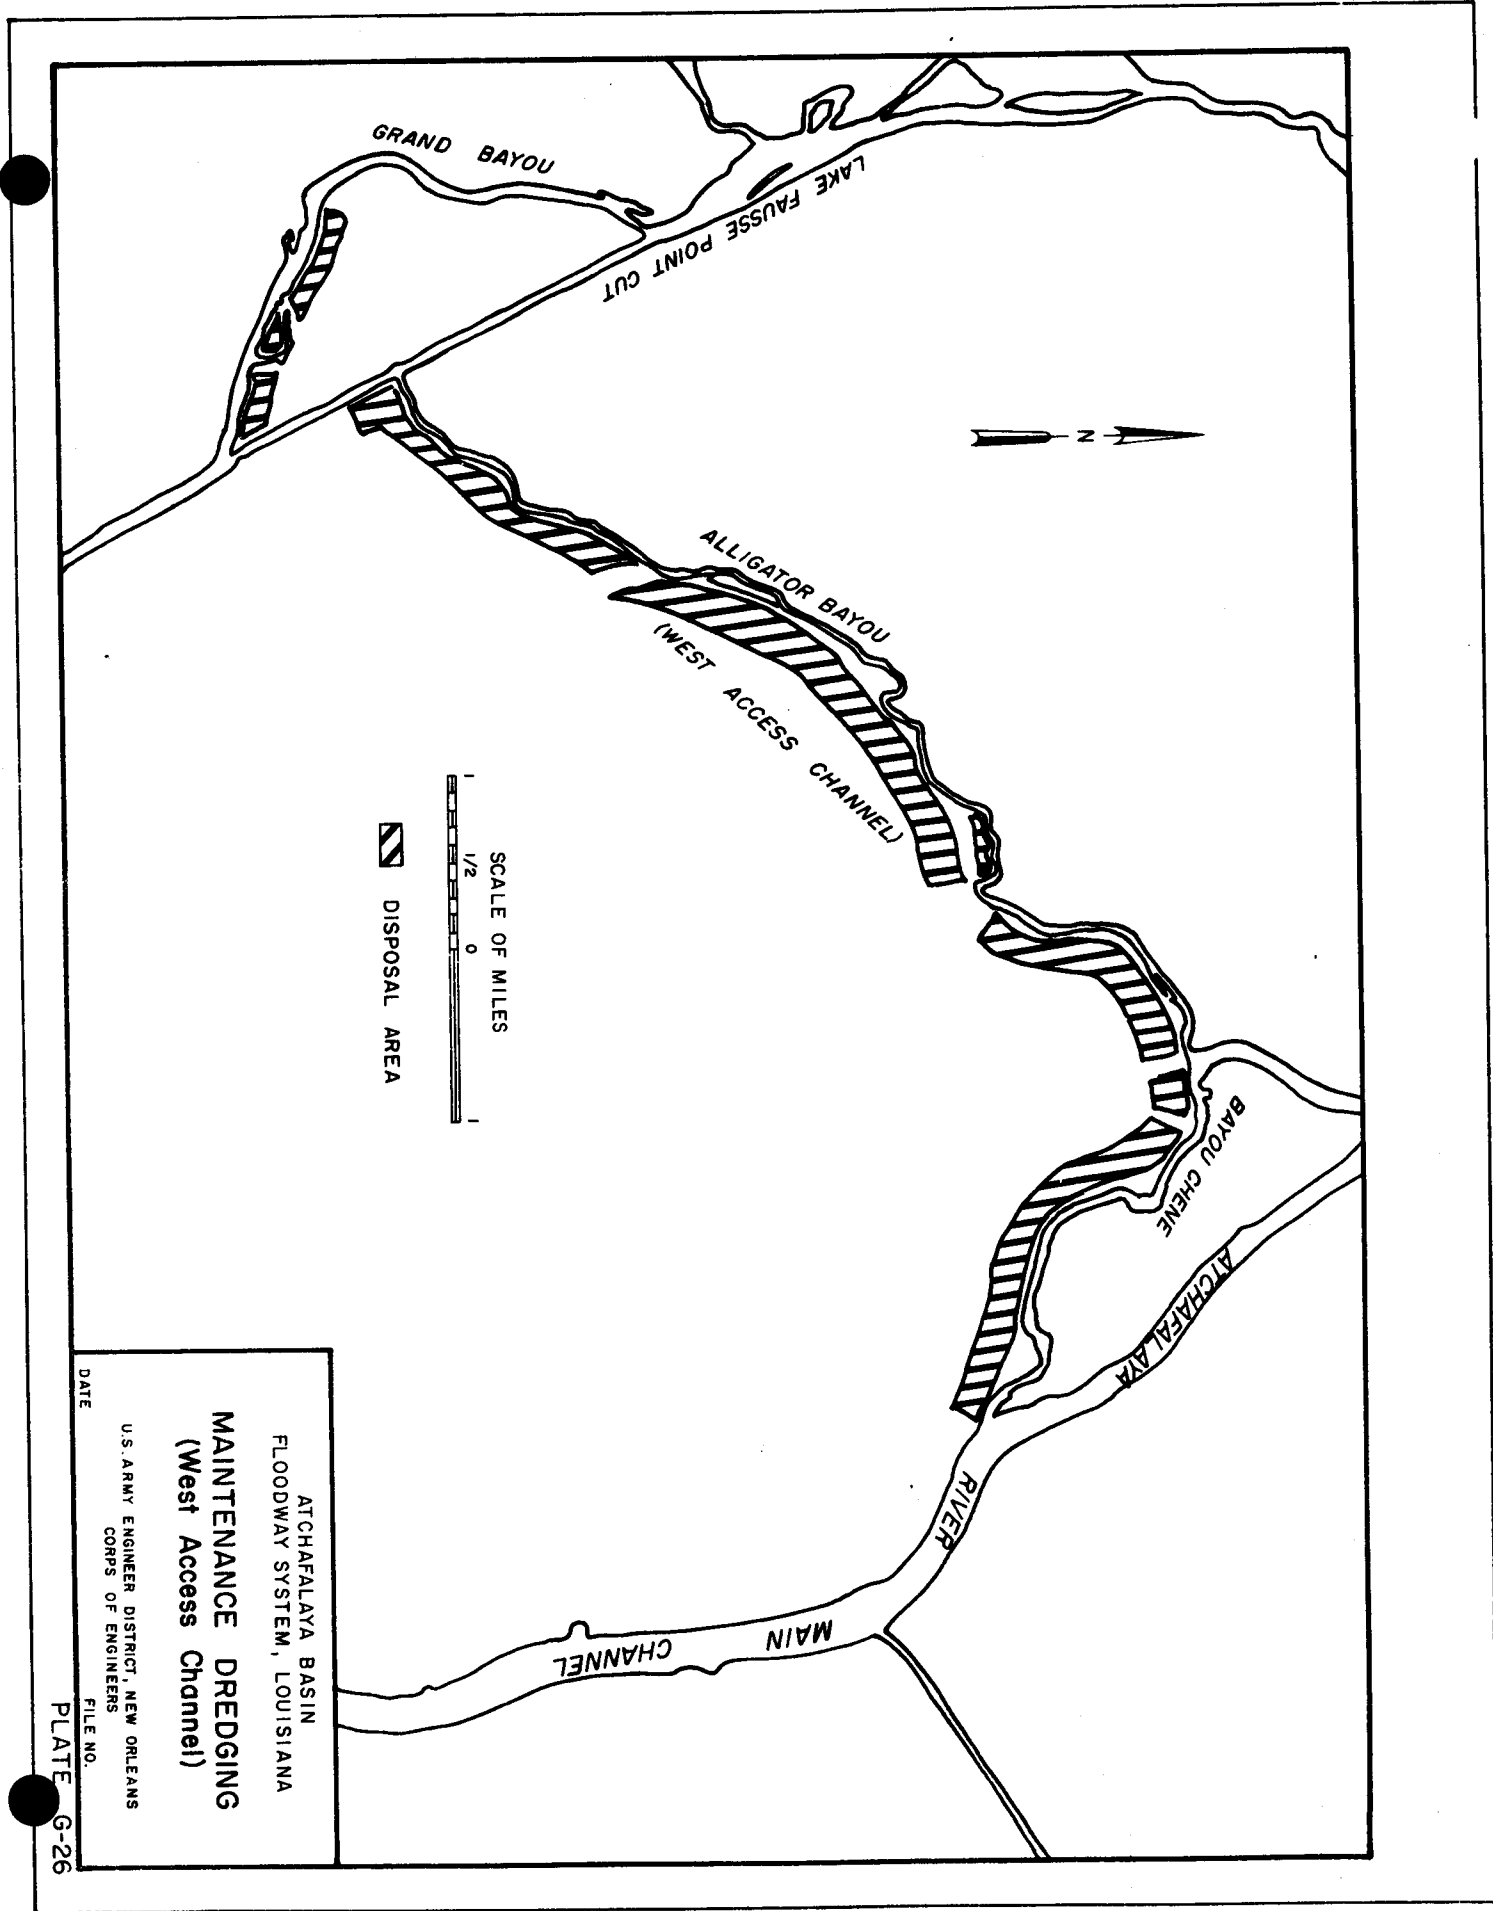 GRAND BAYOU
LAKE FAUSSE POINT CUT
N
ALLIGATOR BAYOU
(WEST ACCESS CHANNEL)
BAYOU CHENE
ATCHAFALAYA
RIVER
MAIN
CHANNEL
SCALE OF MILES
1 1/2 0 1
DISPOSAL AREA
ATCHAFALAYA BASIN
FLOODWAY SYSTEM, LOUISIANA
MAINTENANCE DREDGING
(West Access Channel)
U.S. ARMY ENGINEER DISTRICT, NEW ORLEANS
CORPS OF ENGINEERS
DATE FILE NO.
PLATE G-26